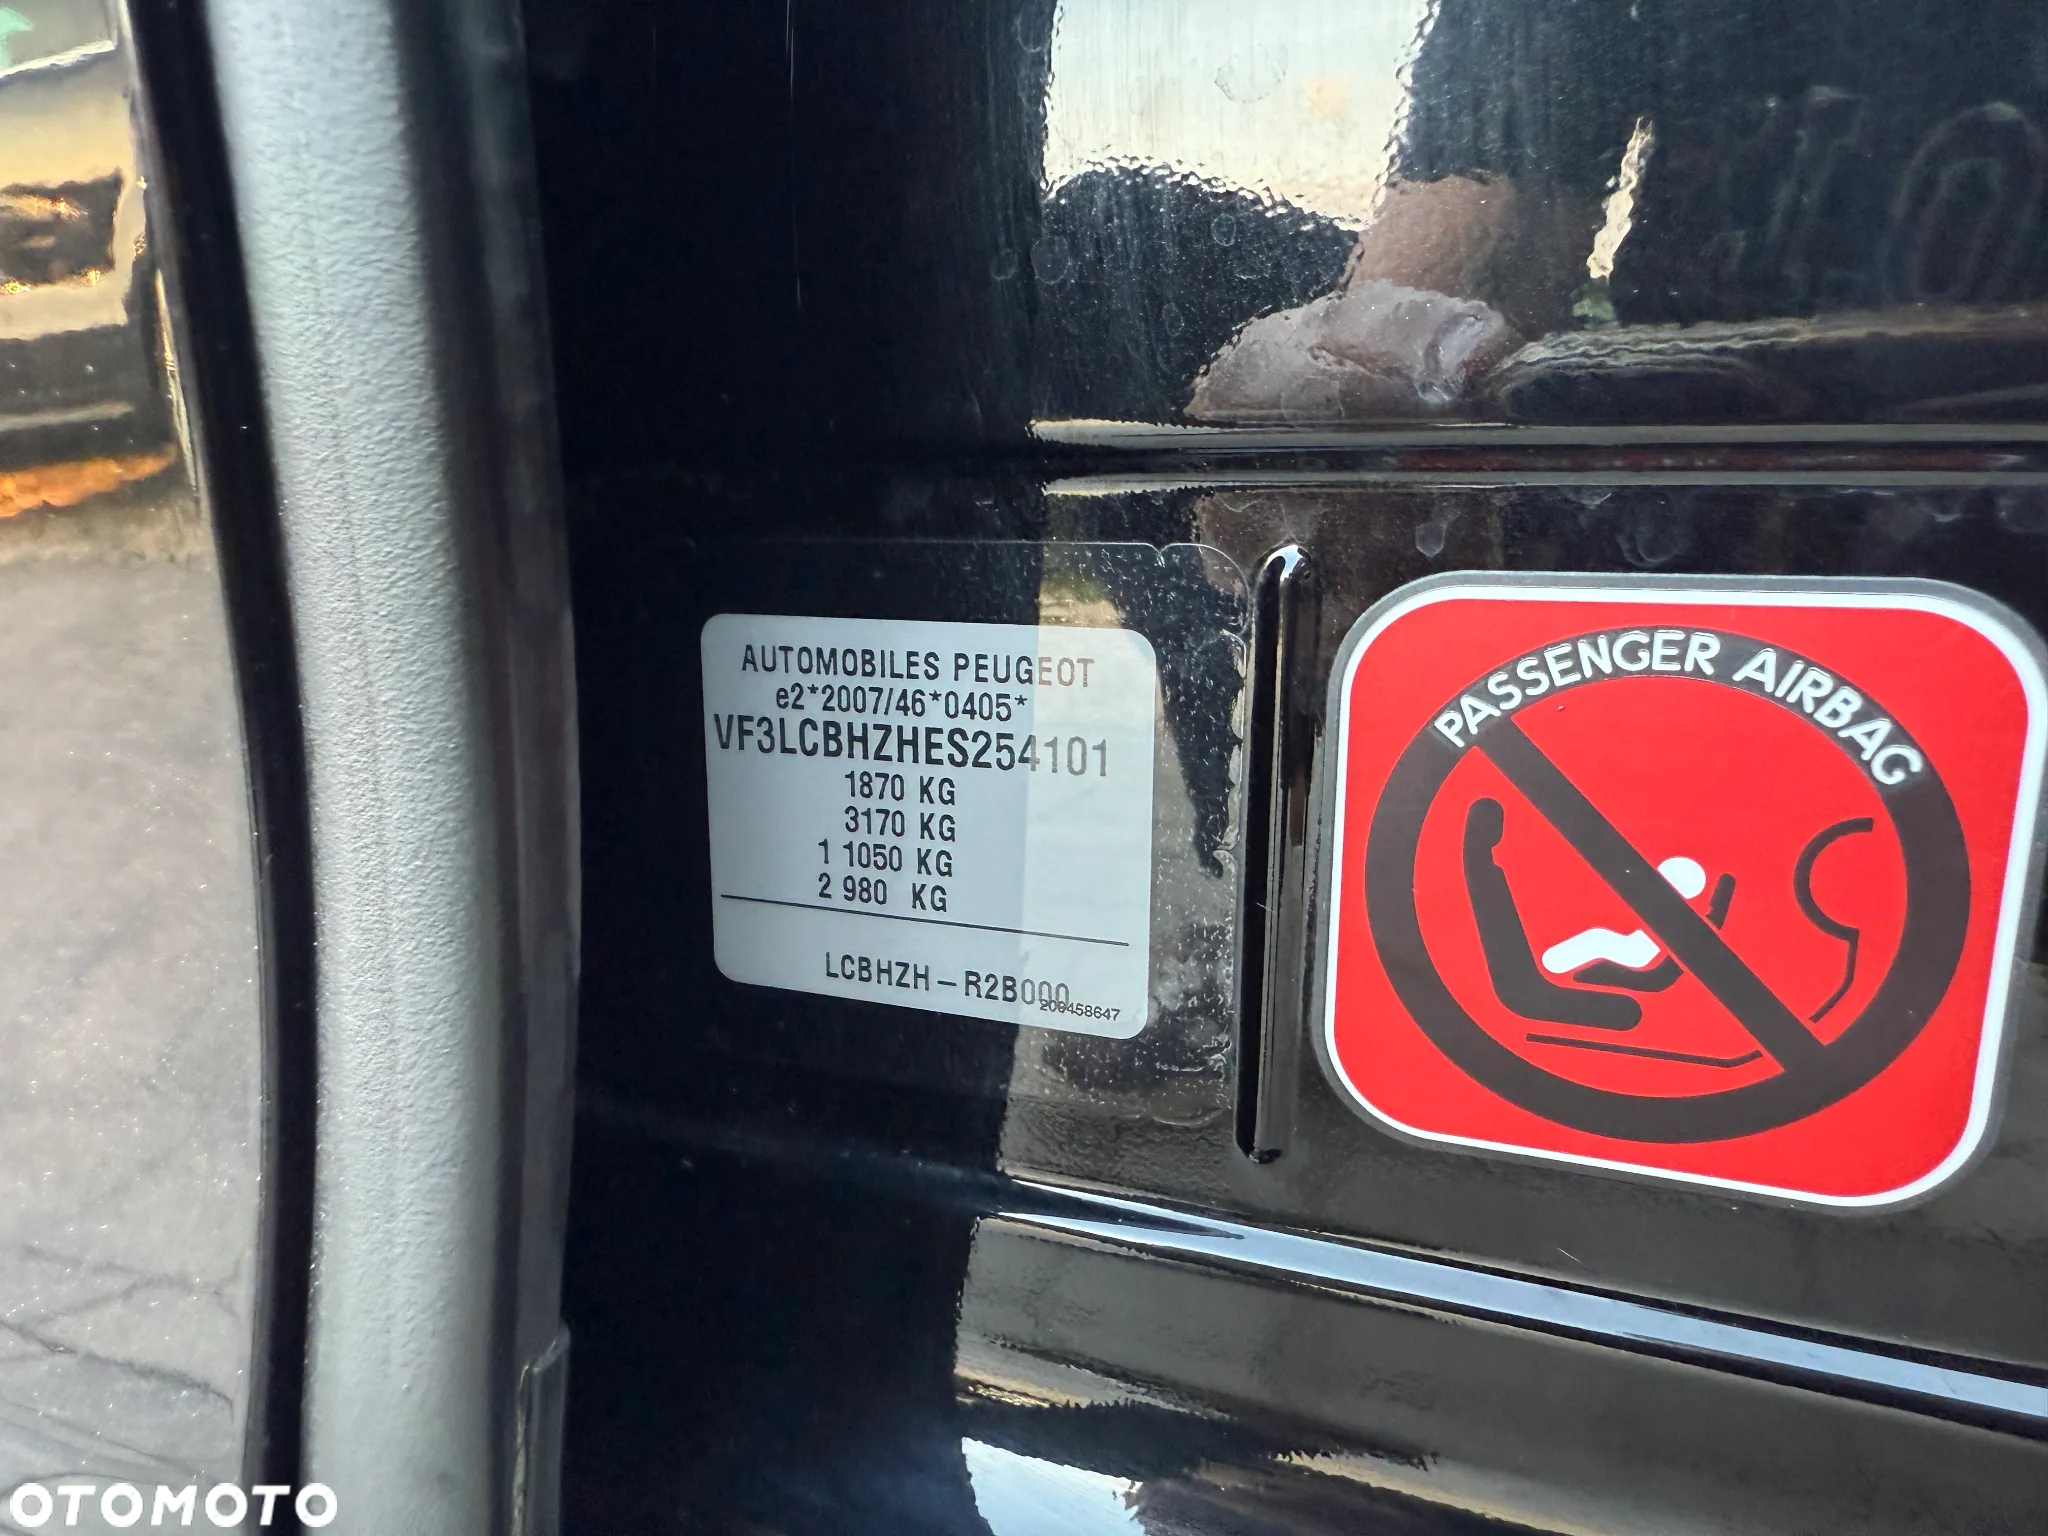 AUTOMOBILES PEUGEOT
e2*2007/46*0405*
VF3LCBHZHES254101
1870 KG
3170 KG
1 1050 KG
2 980 KG
LCBHZH-R2B000
200458647
PASSENGER AIRBAG
OTOMOTO